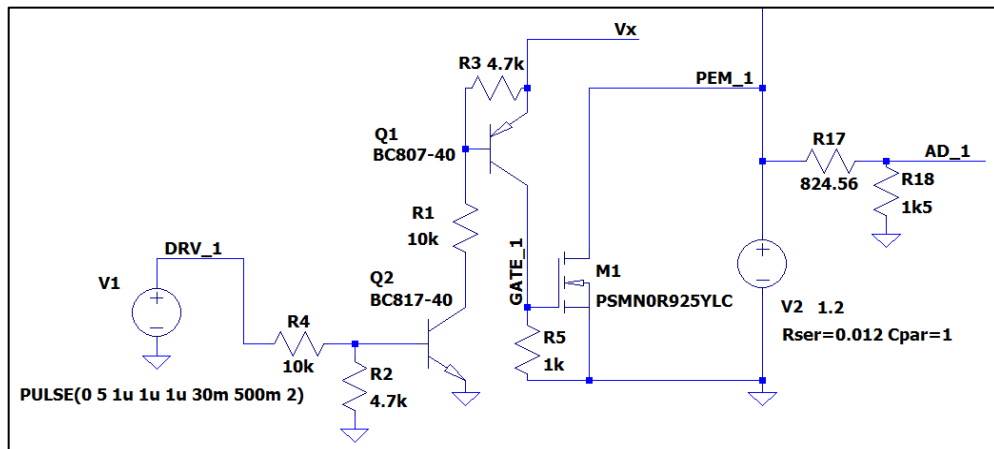 Vx
R3 4.7k
PEM_1
Q1
BC807-40
R17
AD_1
824.56
R18
1k5
R1
10k
DRV_1
Q2
BC817-40
GATE_1
M1
PSMN0R925YLC
V1
V2 1.2
Rser=0.012 Cpar=1
R4
10k
R5
1k
R2
4.7k
PULSE(0 5 1u 1u 1u 30m 500m 2)